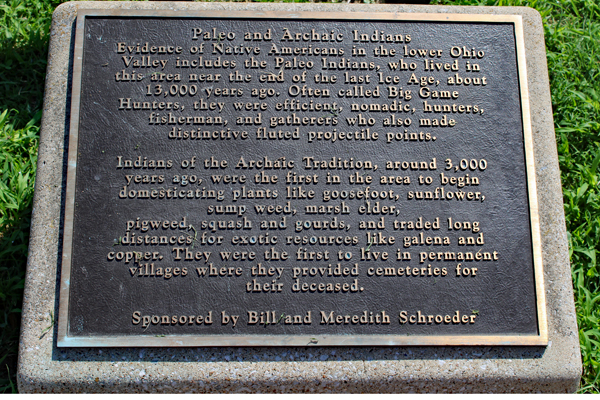 Paleo and Archaic Indians
Evidence of Native Americans in the lower Ohio
Valley includes the Paleo Indians, who lived in
this area near the end of the last Ice Age, about
13,000 years ago. Often called Big Game
Hunters, they were efficient, nomadic, hunters,
fisherman, and gatherers who also made
distinctive fluted projectile points.
Indians of the Archaic Tradition, around 3,000
years ago, were the first in the area to begin
domesticating plants like goosefoot, sunflower,
sump weed, marsh elder,
pigweed, squash and gourds, and traded long
distances for exotic resources like galena and
copper. They were the first to live in permanent
villages where they provided cemeteries for
their deceased.
Sponsored by Bill and Meredith Schroeder